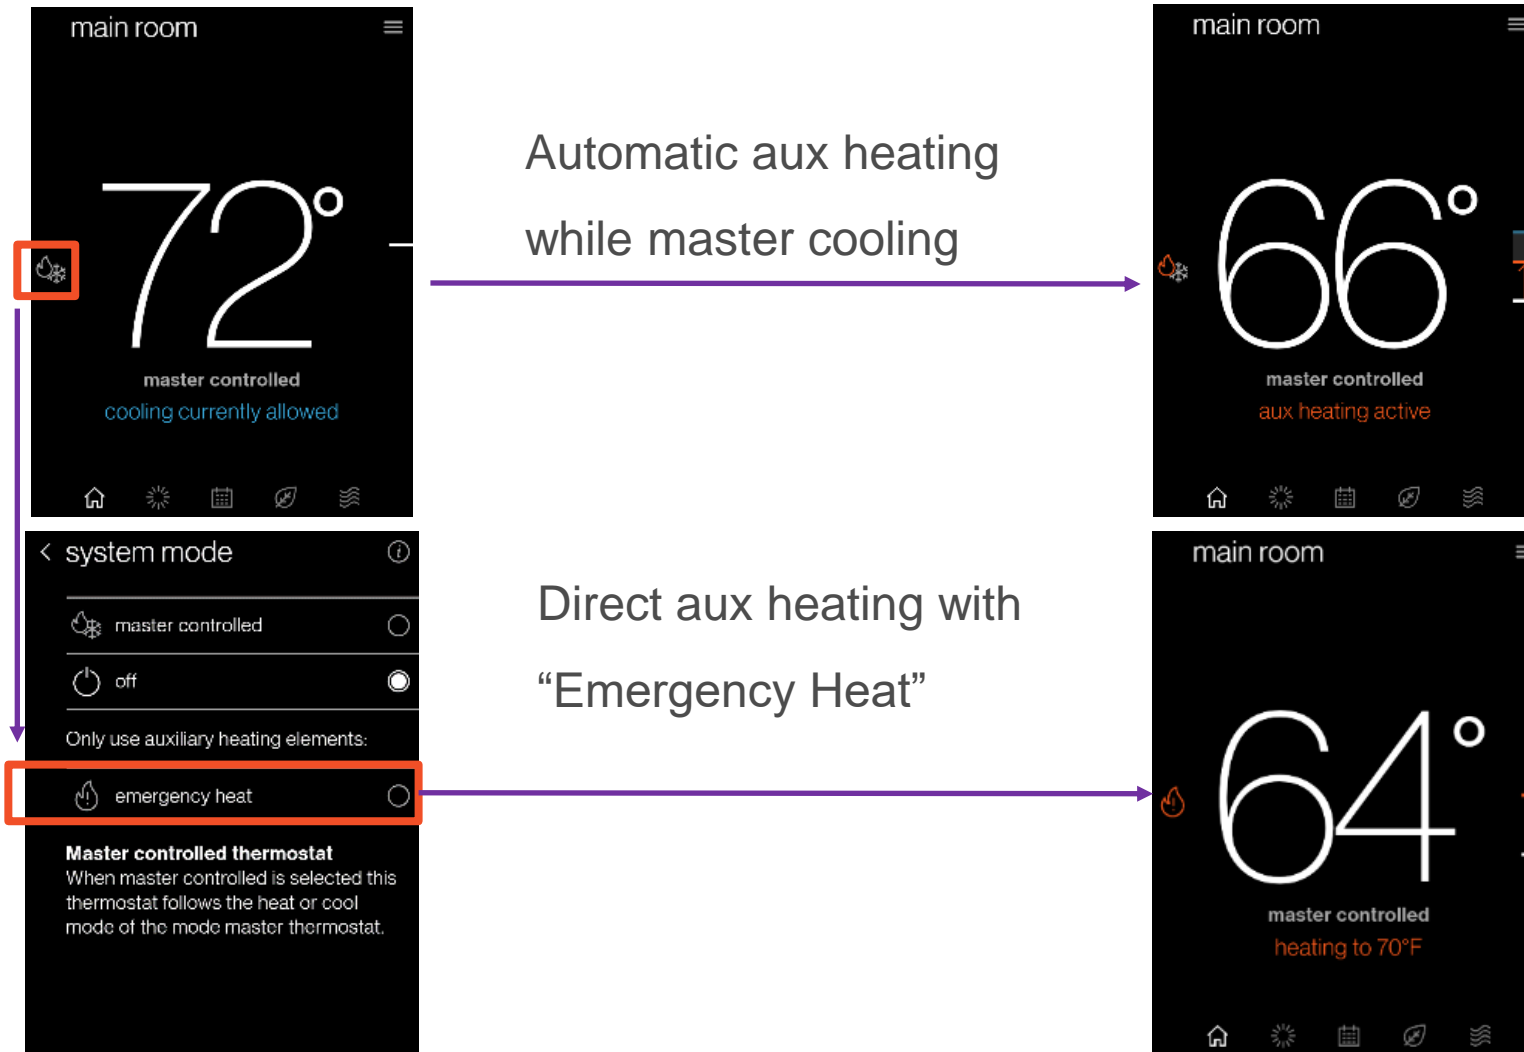 main room
72°
master controlled
cooling currently allowed
Automatic aux heating
while master cooling
main room
66°
master controlled
aux heating active
system mode
master controlled
off
Only use auxiliary heating elements:
emergency heat
Master controlled thermostat
When master controlled is selected this
thermostat follows the heat or cool
mode of the mode master thermostat.
Direct aux heating with
“Emergency Heat”
main room
64°
master controlled
heating to 70°F